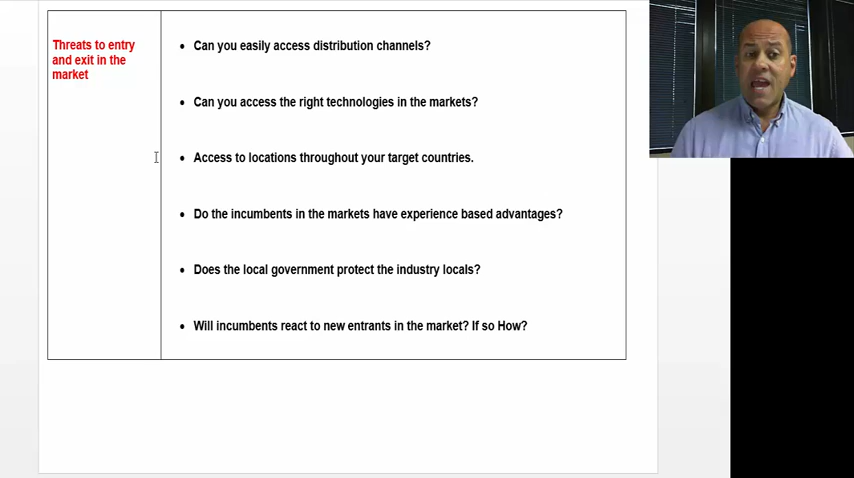 Threats to entry
and exit in the
market
• Can you easily access distribution channels?
• Can you access the right technologies in the markets?
• Access to locations throughout your target countries.
• Do the incumbents in the markets have experience based advantages?
• Does the local government protect the industry locals?
• Will incumbents react to new entrants in the market? If so How?